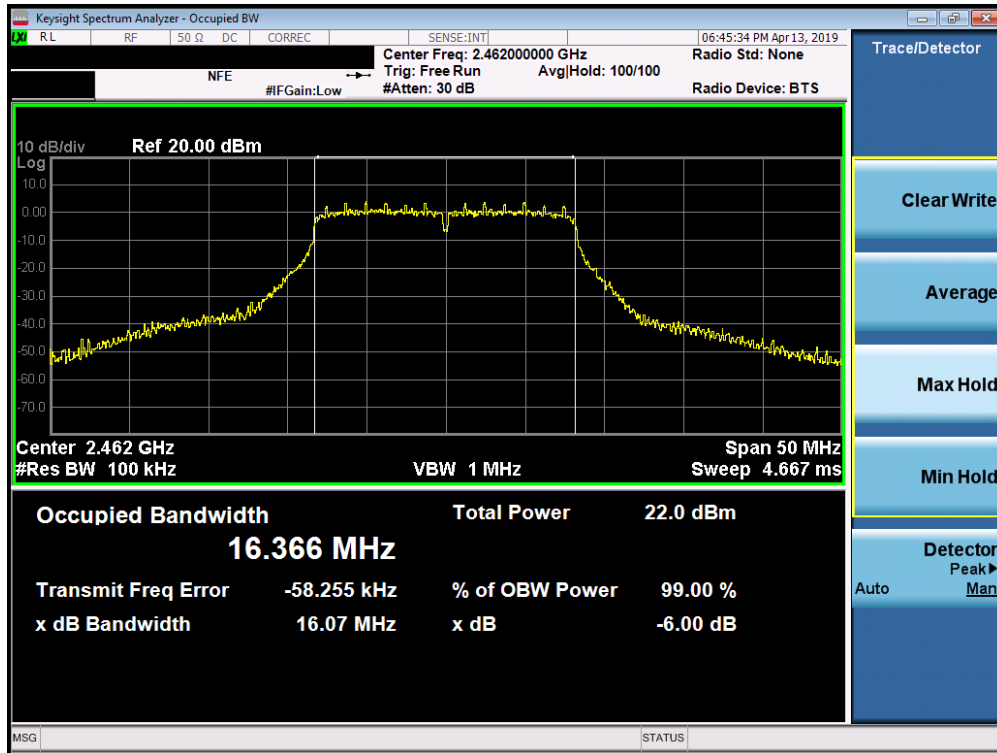 Keysight Spectrum Analyzer - Occupied BW
LXI RL RF 50 Ω DC CORREC SENSE:INT 06:45:34 PM Apr 13, 2019
Center Freq: 2.462000000 GHz Radio Std: None
NFE Trig: Free Run Avg|Hold: 100/100
#IFGain:Low #Atten: 30 dB Radio Device: BTS
Trace/Detector
10 dB/div Ref 20.00 dBm
Log
10.0
0.00
-10.0
-20.0
-30.0
-40.0
-50.0
-60.0
-70.0
Center 2.462 GHz Span 50 MHz
#Res BW 100 kHz VBW 1 MHz Sweep 4.667 ms
Occupied Bandwidth Total Power 22.0 dBm
16.366 MHz
Transmit Freq Error -58.255 kHz % of OBW Power 99.00 %
x dB Bandwidth 16.07 MHz x dB -6.00 dB
Clear Write
Average
Max Hold
Min Hold
Detector
Peak▶
Auto Man
MSG STATUS